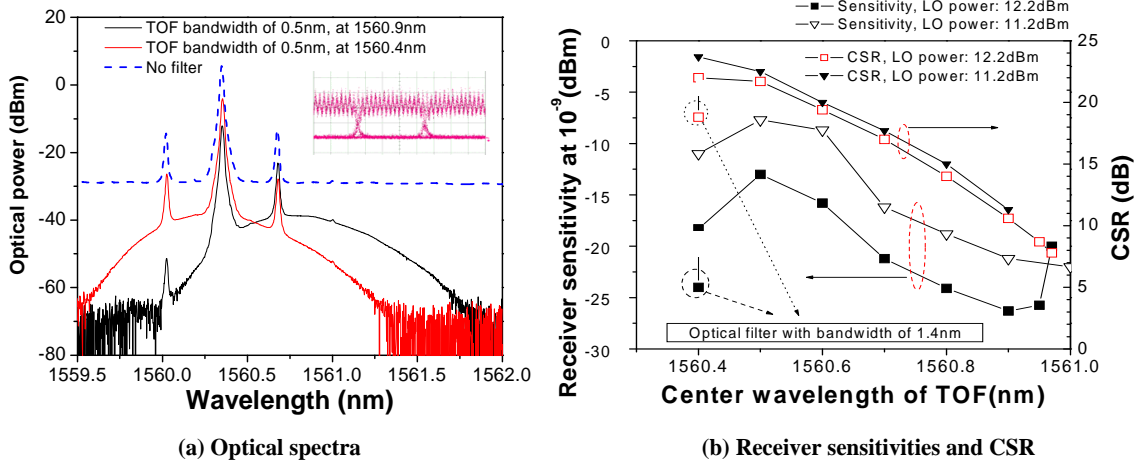 TOF bandwidth of 0.5nm, at 1560.9nm
TOF bandwidth of 0.5nm, at 1560.4nm
No filter
20
0
-20
-40
-60
-80
Optical power (dBm)
1559.5
1560.0
1560.5
1561.0
1561.5
1562.0
Wavelength (nm)
(a) Optical spectra
Sensitivity, LO power: 12.2dBm
Sensitivity, LO power: 11.2dBm
CSR, LO power: 12.2dBm
CSR, LO power: 11.2dBm
0
-5
-10
-15
-20
-25
-30
Receiver sensitivity at 10⁻⁹(dBm)
25
20
15
10
5
0
CSR (dB)
Optical filter with bandwidth of 1.4nm
1560.4
1560.6
1560.8
1561.0
Center wavelength of TOF(nm)
(b) Receiver sensitivities and CSR